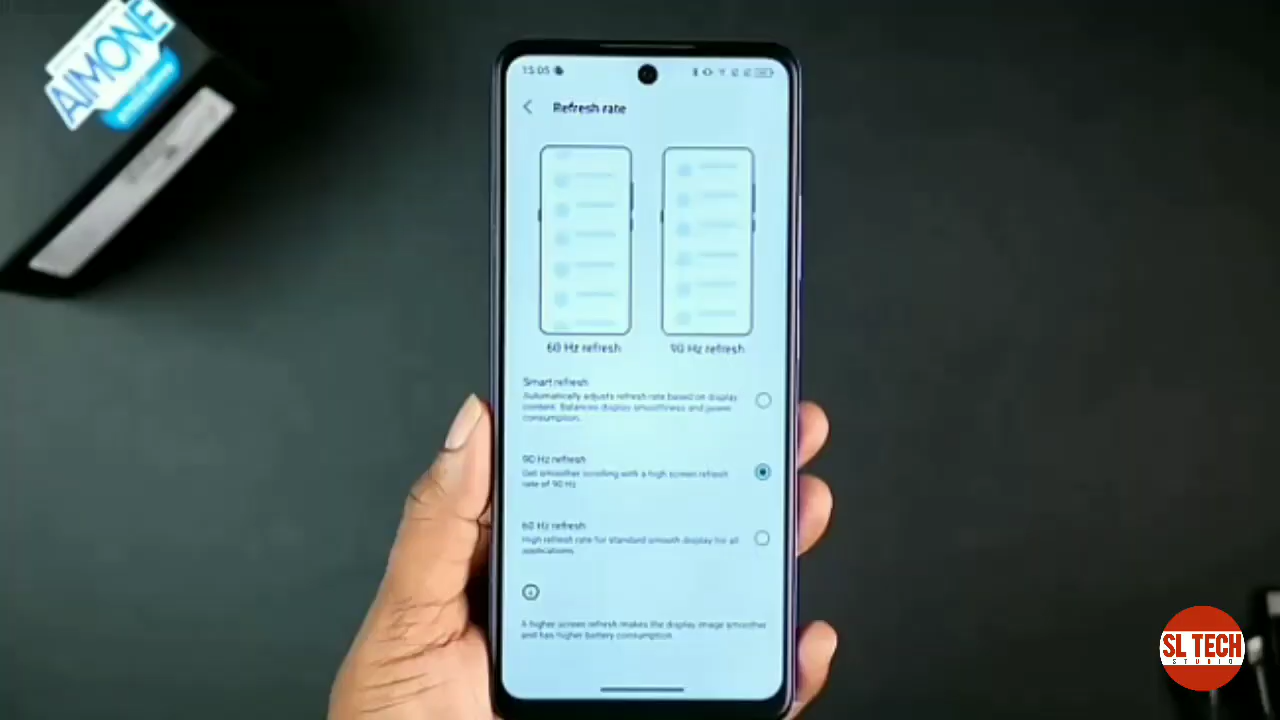 AIMONE
15:05
Refresh rate
60 Hz refresh
90 Hz refresh
Smart refresh
Automatically adjusts refresh rate based on display
content. Balances display smoothness and power
consumption.
90 Hz refresh
Get smoother scrolling with a high screen refresh
rate of 90 Hz
60 Hz refresh
High refresh rate for standard smooth display for all
applications
A higher screen refresh makes the display image smoother
and has higher battery consumption.
SL TECH
STUDIO